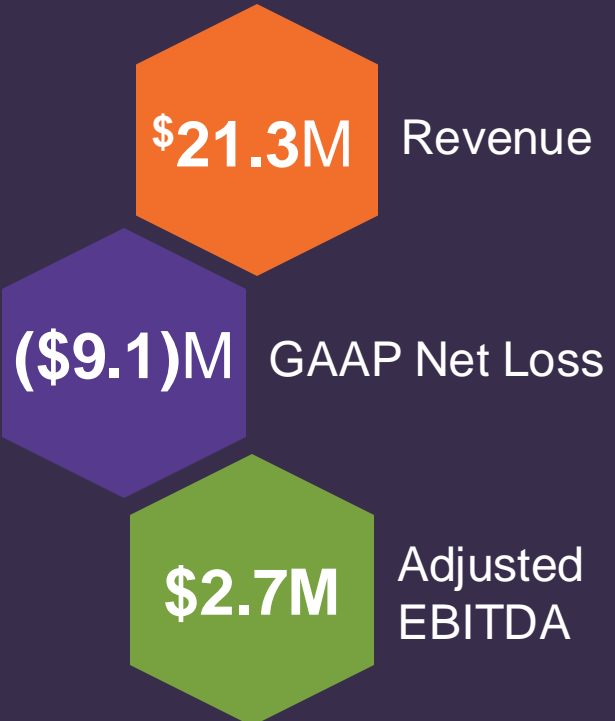 $21.3M
Revenue
($9.1)M
GAAP Net Loss
$2.7M
Adjusted
EBITDA